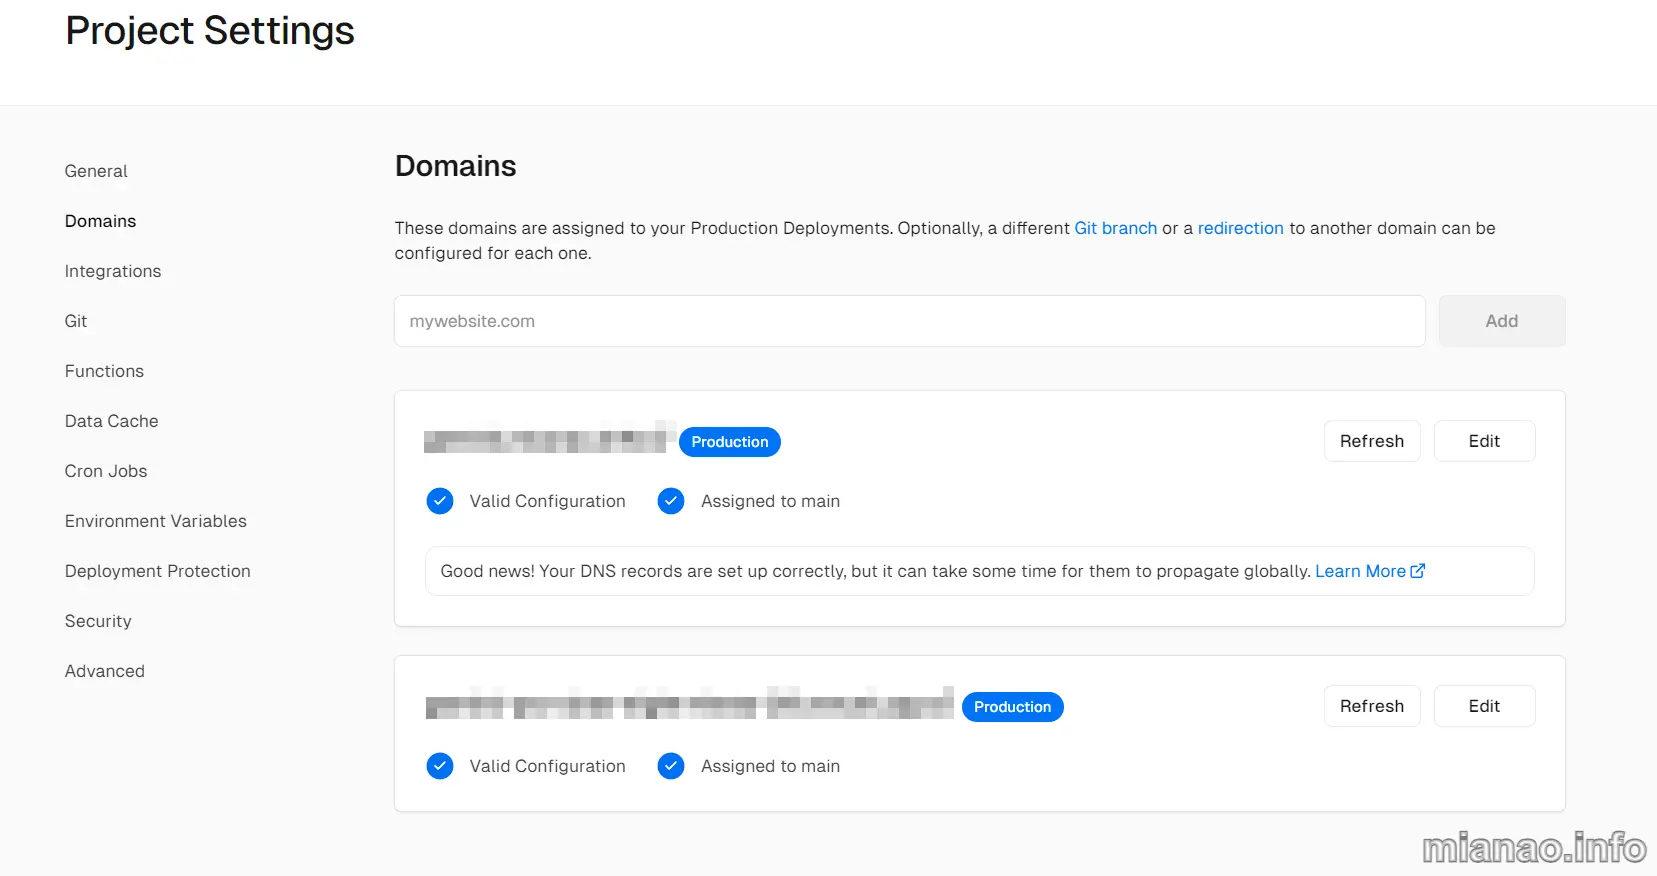 Project Settings
General
Domains
Integrations
Git
Functions
Data Cache
Cron Jobs
Environment Variables
Deployment Protection
Security
Advanced
Domains
These domains are assigned to your Production Deployments. Optionally, a different Git branch or a redirection to another domain can be
configured for each one.
mywebsite.com
Add
Production
Refresh
Edit
Valid Configuration
Assigned to main
Good news! Your DNS records are set up correctly, but it can take some time for them to propagate globally. Learn More
Production
Refresh
Edit
Valid Configuration
Assigned to main
mianao.info